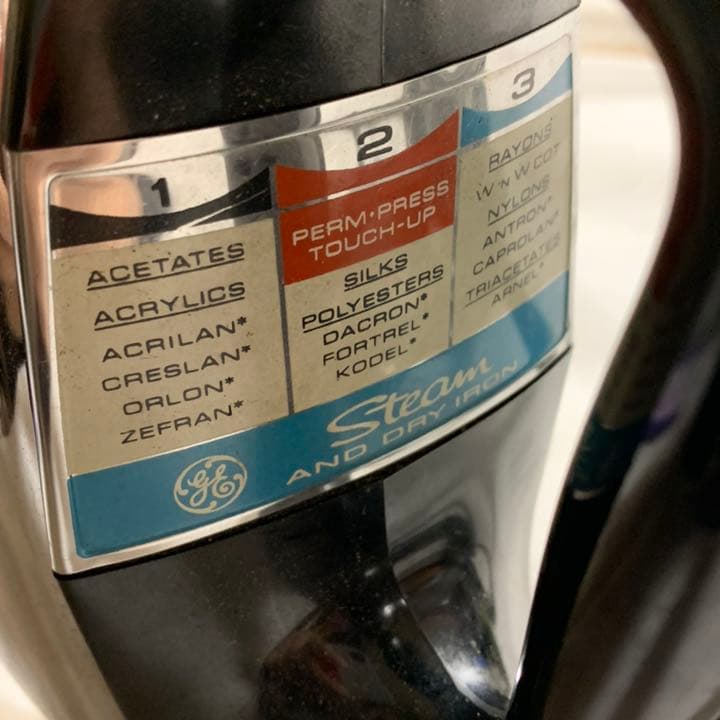 1
ACETATES
ACRYLICS
ACRILAN*
CRESLAN*
ORLON*
ZEFRAN*
2
PERM·PRESS
TOUCH-UP
SILKS
POLYESTERS
DACRON*
FORTREL*
KODEL*
3
RAYONS
W 'N W COT
NYLONS
ANTRON*
CAPROLAN*
TRIACETATES
ARNEL*
GE
Steam
AND DRY IRON